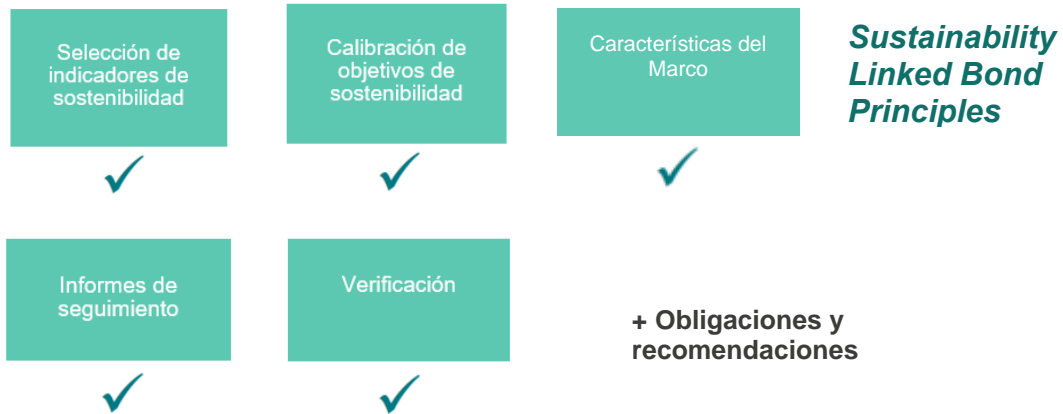 Selección de
indicadores de
sostenibilidad
Calibración de
objetivos de
sostenibilidad
Características del
Marco
Sustainability
Linked Bond
Principles
Informes de
seguimiento
Verificación
+ Obligaciones y
recomendaciones